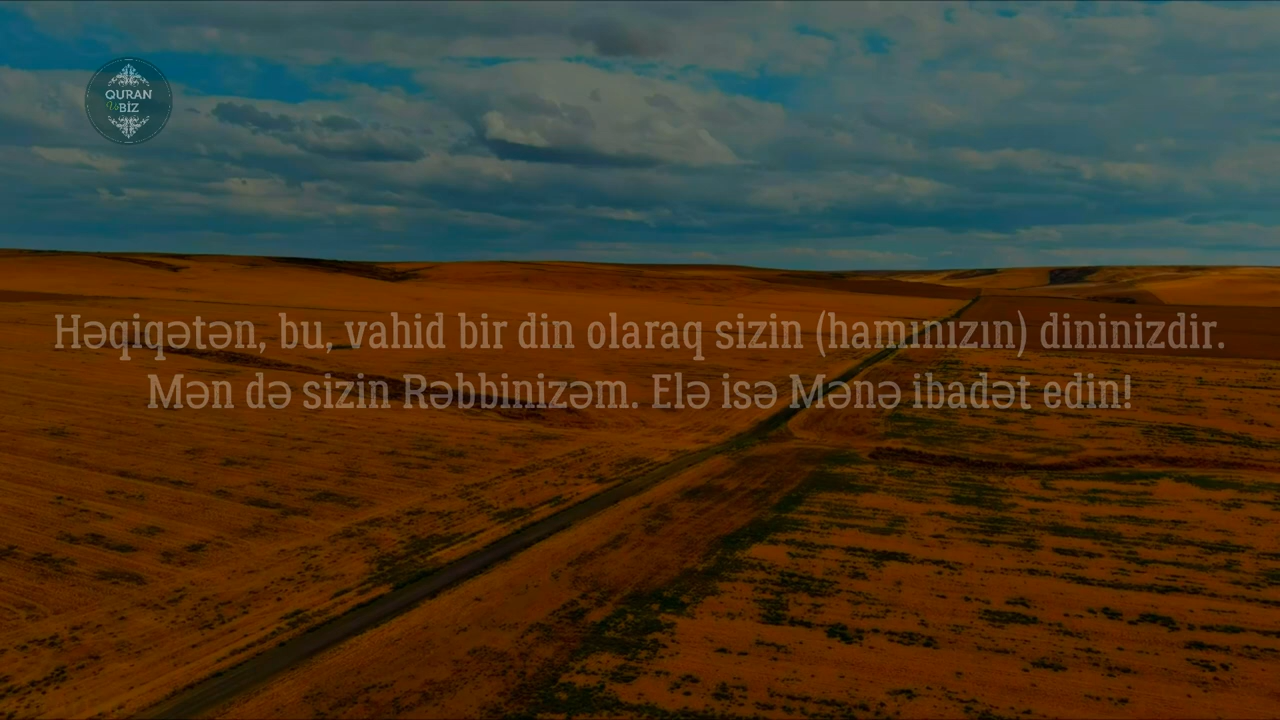 QURAN
Və BİZ
Həqiqətən, bu, vahid bir din olaraq sizin (hamınızın) dininizdir.
Mən də sizin Rəbbinizəm. Elə isə Mənə ibadət edin!